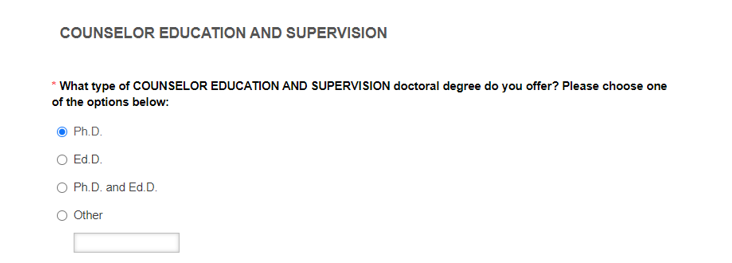 COUNSELOR EDUCATION AND SUPERVISION
* What type of COUNSELOR EDUCATION AND SUPERVISION doctoral degree do you offer? Please choose one
of the options below:
Ph.D.
Ed.D.
Ph.D. and Ed.D.
Other